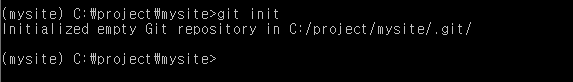 (mysite) C:₩project₩mysite>git init
Initialized empty Git repository in C:/project/mysite/.git/
(mysite) C:₩project₩mysite>